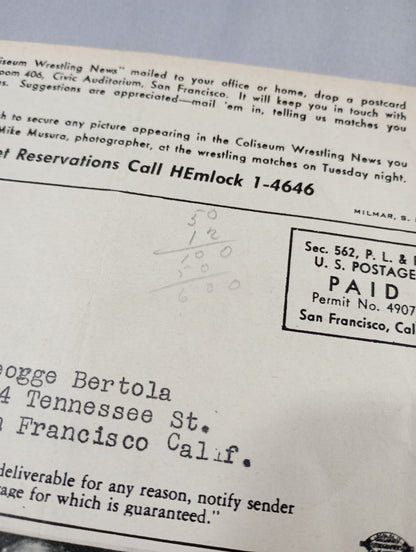 iseum Wrestling News" mailed to your office or home, drop a postcard
oom 406, Civic Auditorium, San Francisco. It will keep you in touch with
s. Suggestions are appreciated—mail 'em in, telling us matches you
h to secure any picture appearing in the Coliseum Wrestling News you
Mike Musura, photographer, at the wrestling matches on Tuesday night.
et Reservations Call HEmlock 1-4646
MILMAR, S.
50
12
100
50
600
Sec. 562, P. L. &
U. S. POSTAGE
PAID
Permit No. 4907
San Francisco, Cal
eogge Bertola
4 Tennessee St.
Francisco Calif.
deliverable for any reason, notify sender
age for which is guaranteed."